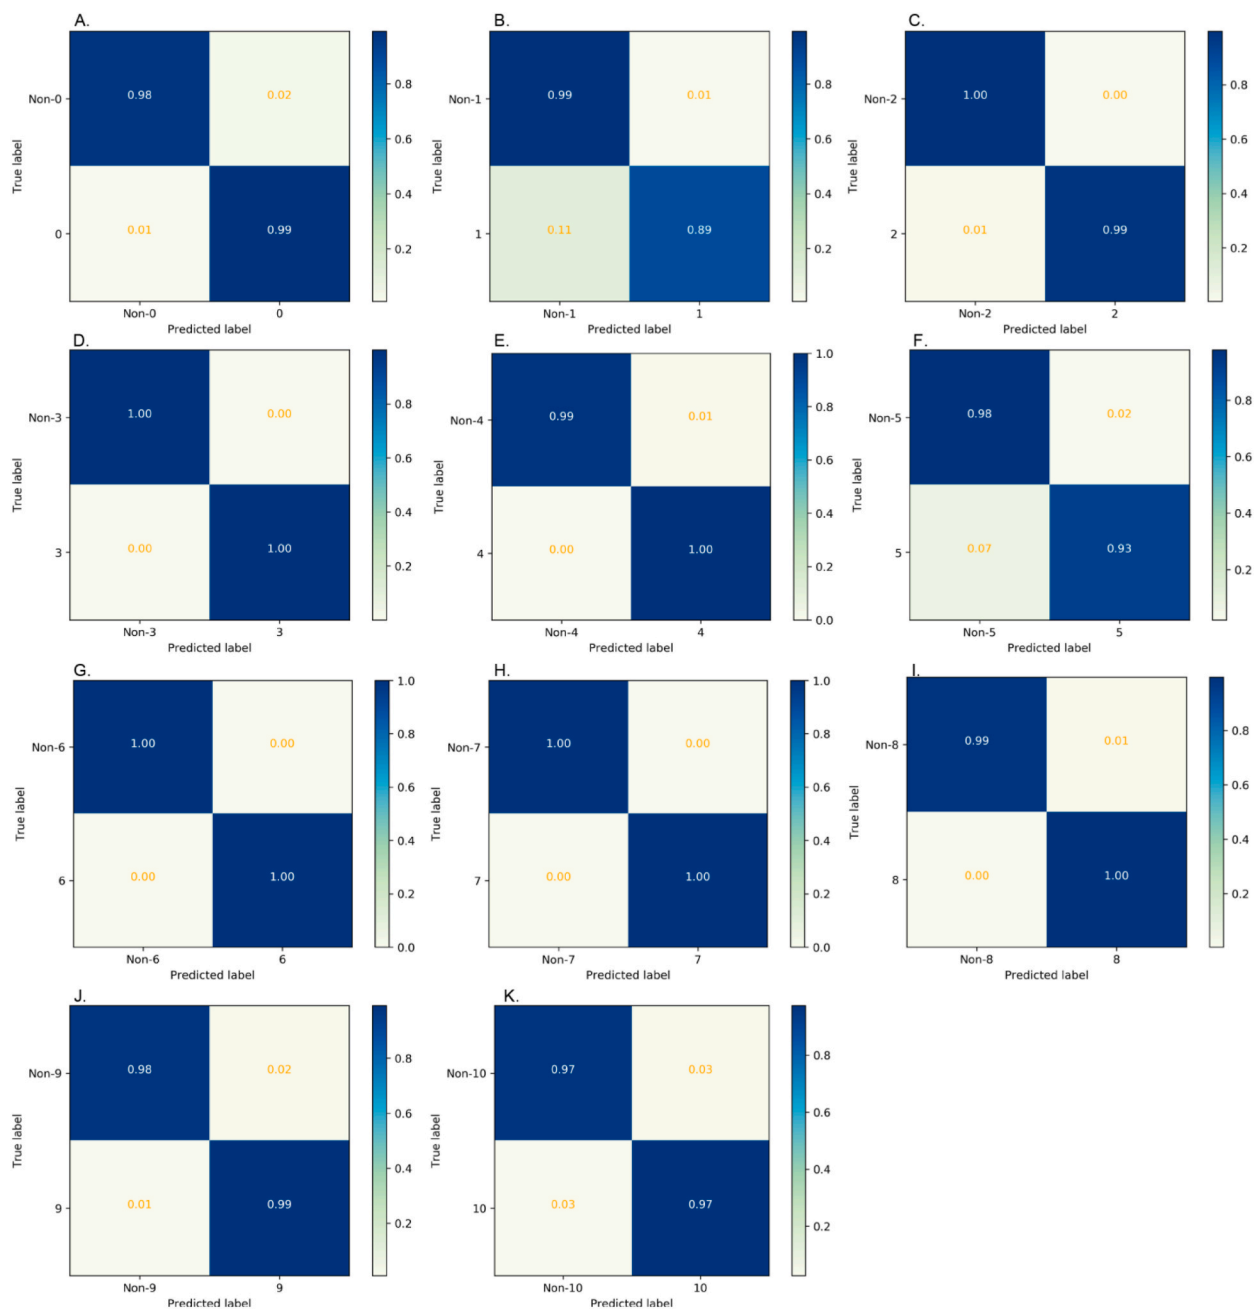 A.
0.8
0.6
0.4
0.2
Non-0
0
True label
0.98
0.02
0.01
0.99
Non-0
0
Predicted label
B.
0.8
0.6
0.4
0.2
Non-1
1
True label
0.99
0.01
0.11
0.89
Non-1
1
Predicted label
C.
0.8
0.6
0.4
0.2
Non-2
2
True label
1.00
0.00
0.01
0.99
Non-2
2
Predicted label
D.
0.8
0.6
0.4
0.2
Non-3
3
True label
1.00
0.00
0.00
1.00
Non-3
3
Predicted label
E.
1.0
0.8
0.6
0.4
0.2
0.0
Non-4
4
True label
0.99
0.01
0.00
1.00
Non-4
4
Predicted label
F.
0.8
0.6
0.4
0.2
Non-5
5
True label
0.98
0.02
0.07
0.93
Non-5
5
Predicted label
G.
1.0
0.8
0.6
0.4
0.2
0.0
Non-6
6
True label
1.00
0.00
0.00
1.00
Non-6
6
Predicted label
H.
1.0
0.8
0.6
0.4
0.2
0.0
Non-7
7
True label
1.00
0.00
0.00
1.00
Non-7
7
Predicted label
I.
0.8
0.6
0.4
0.2
Non-8
8
True label
0.99
0.01
0.00
1.00
Non-8
8
Predicted label
J.
0.8
0.6
0.4
0.2
Non-9
9
True label
0.98
0.02
0.01
0.99
Non-9
9
Predicted label
K.
0.8
0.6
0.4
0.2
Non-10
10
True label
0.97
0.03
0.03
0.97
Non-10
10
Predicted label